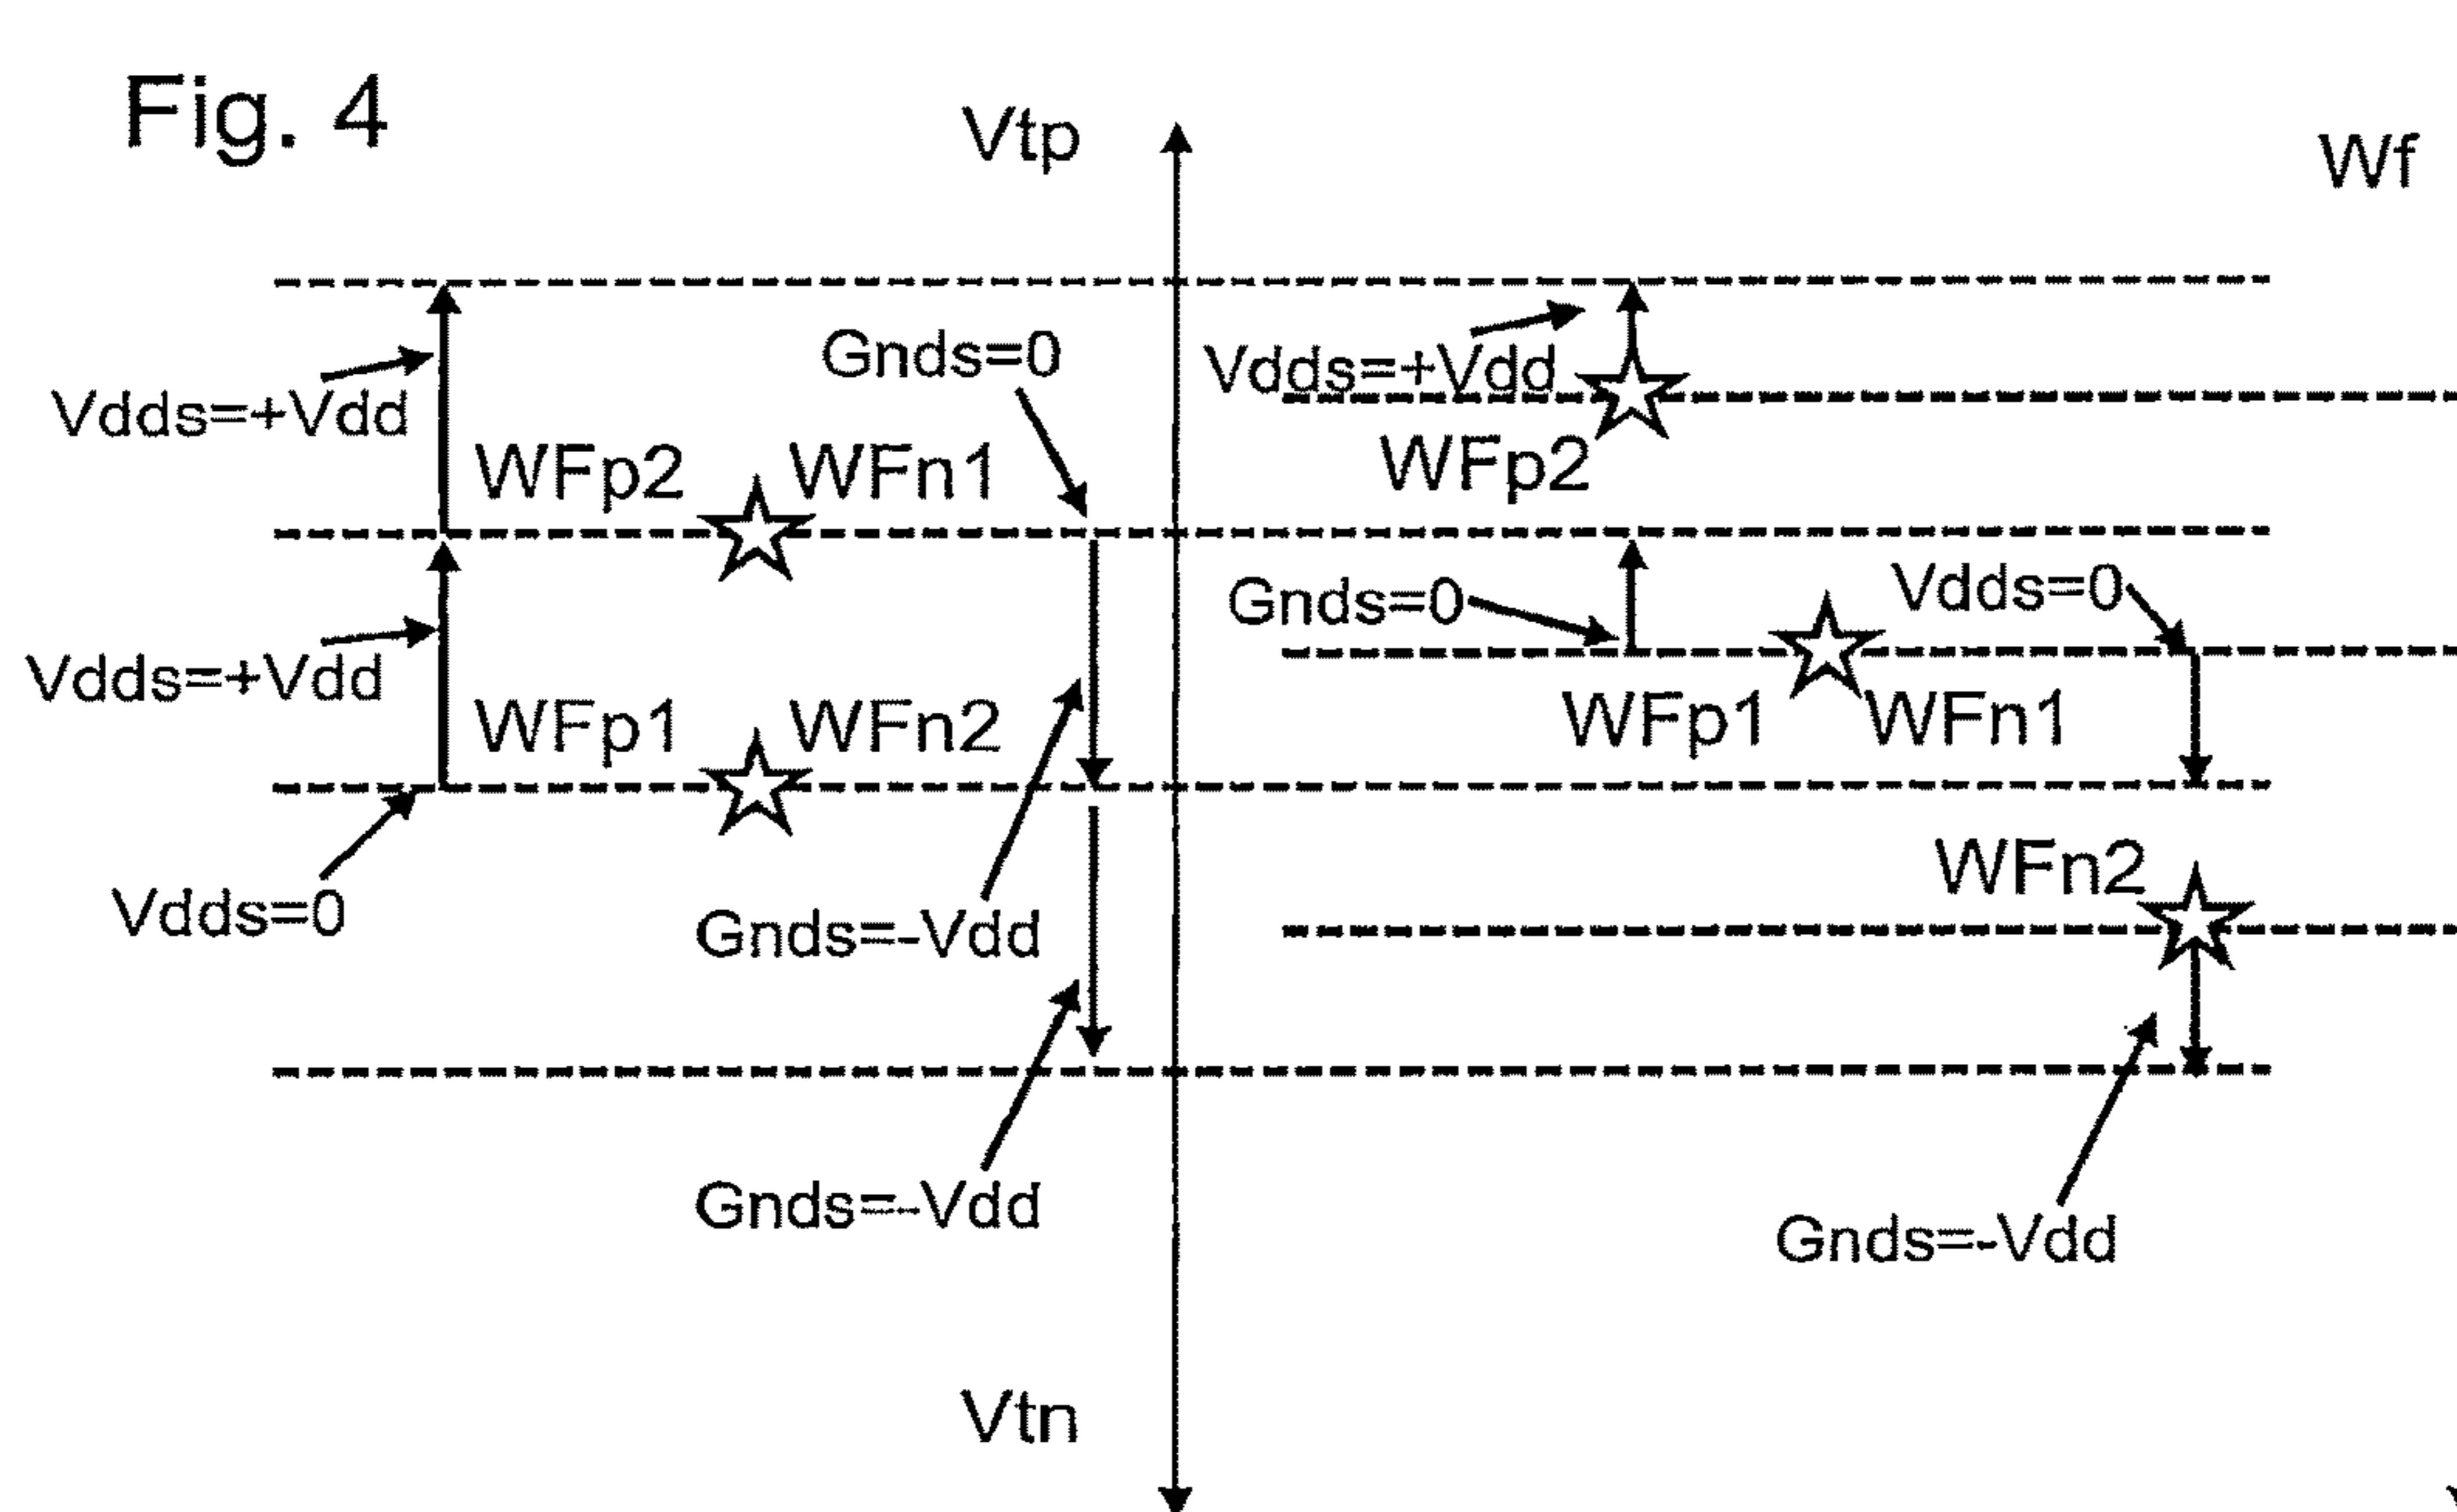 Fig. 4
Vtp
Wf
Gnds=0
Vdds=+Vdd
Vdds=+Vdd
WFp2
WFn1
WFp2
Gnds=0
Vdds=0
Vdds=+Vdd
WFp1
WFn2
WFp1
WFn1
Vdds=0
Gnds=-Vdd
WFn2
Gnds=-Vdd
Gnds=-Vdd
Vtn